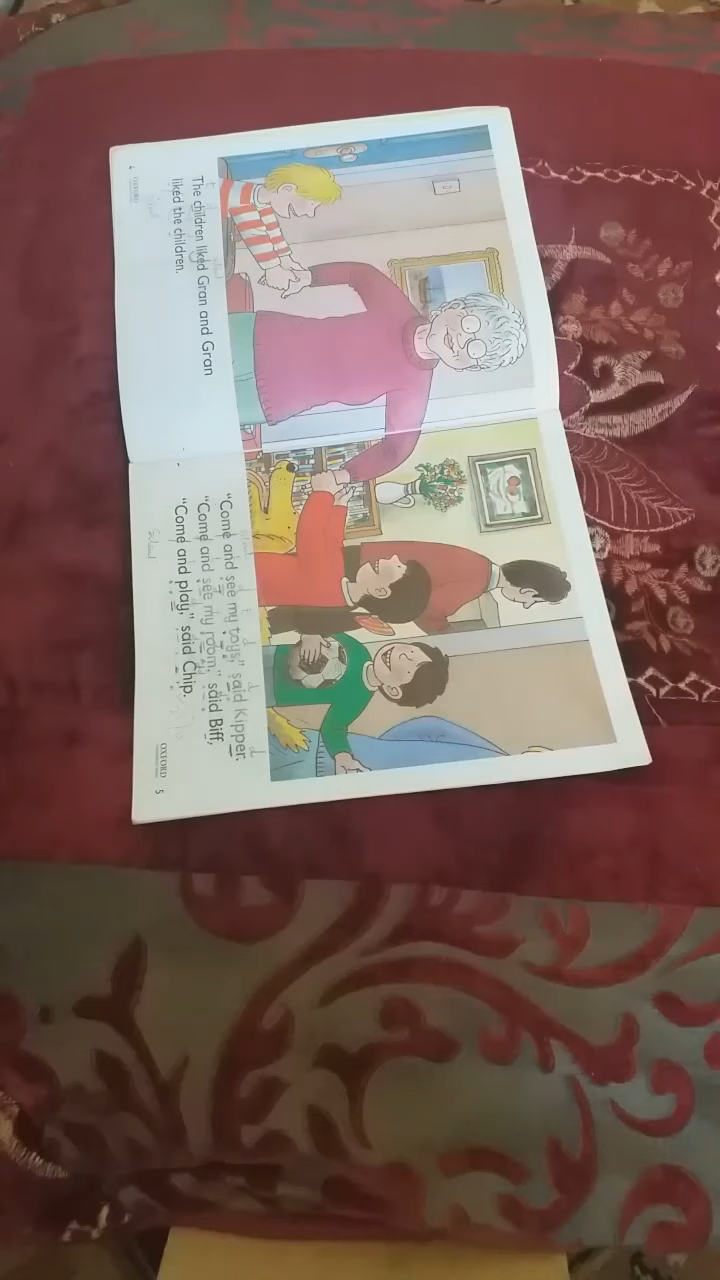 The children liked Gran and Gran
liked the children.
4
OXFORD
"Come and see my toys," said Kipper.
"Come and see my room," said Biff.
"Come and play," said Chip.
OXFORD
5